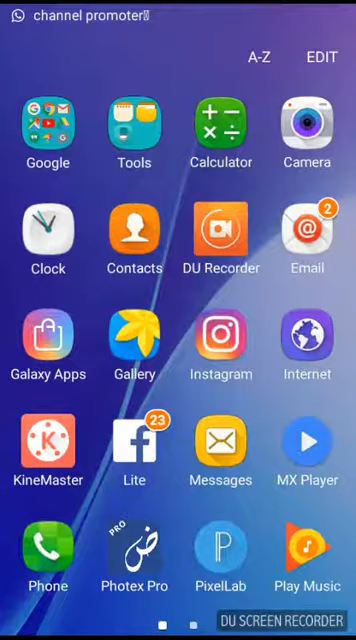 channel promoter
A-Z EDIT
Google Tools Calculator Camera
2
Clock Contacts DU Recorder Email
Galaxy Apps Gallery Instagram Internet
23
KineMaster Lite Messages MX Player
PRO
ض
Phone Photex Pro PixelLab Play Music
DU SCREEN RECORDER